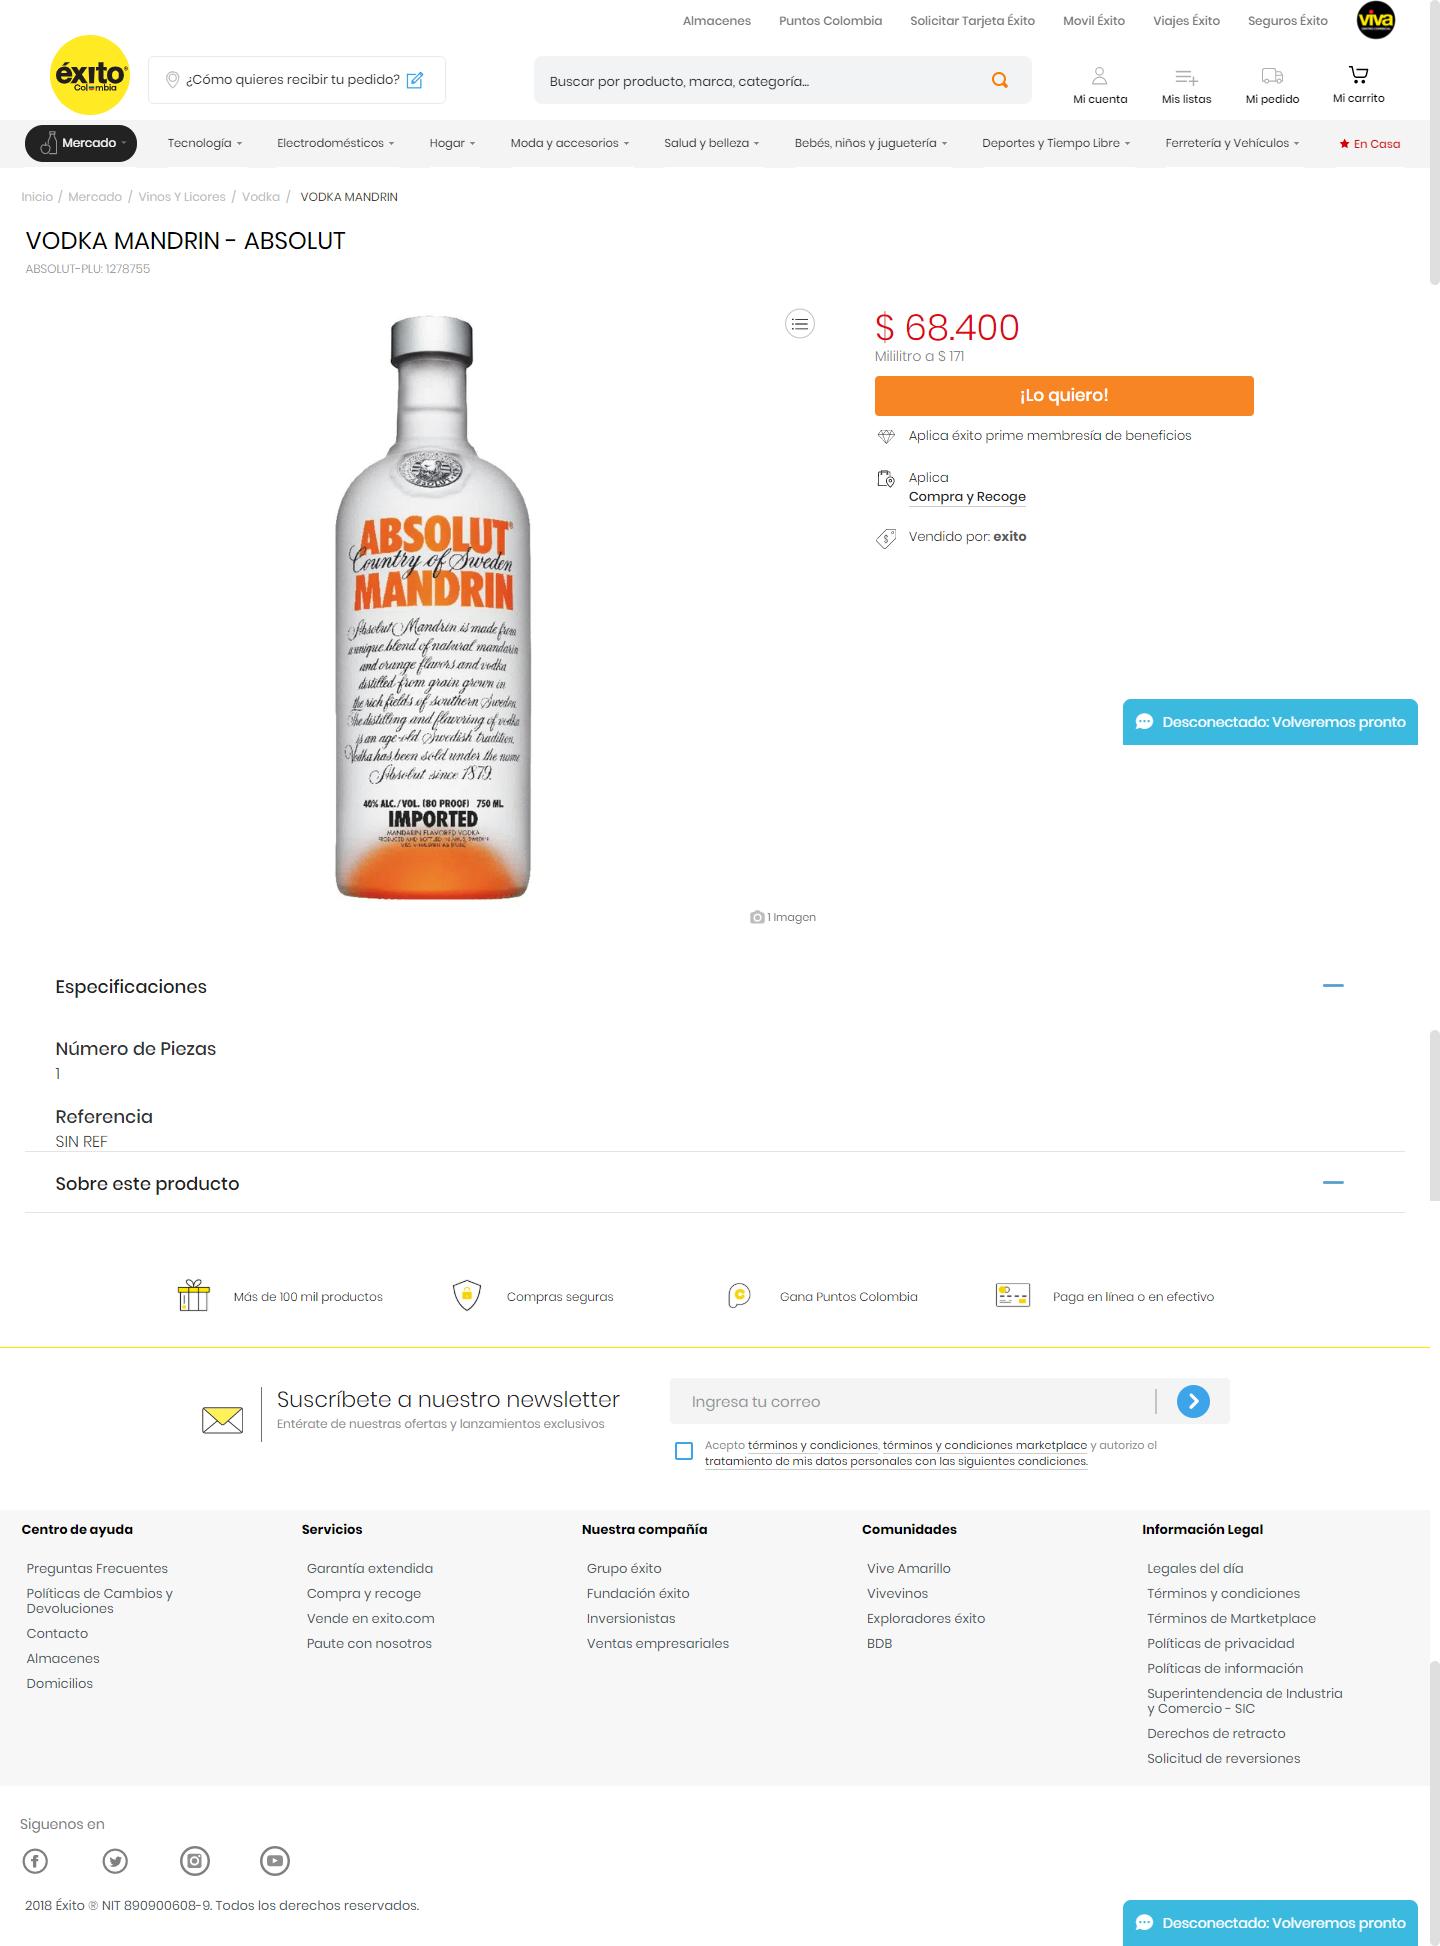 Almacenes Puntos Colombia Solicitar Tarjeta Éxito Movil Éxito Viajes Éxito Seguros Éxito viva
éxito
Colombia
¿Cómo quieres recibir tu pedido?
Buscar por producto, marca, categoría...
Mi cuenta Mis listas Mi pedido Mi carrito
Mercado Tecnología Electrodomésticos Hogar Moda y accesorios Salud y belleza Bebés, niños y juguetería Deportes y Tiempo Libre Ferretería y Vehículos En Casa
Inicio / Mercado / Vinos Y Licores / Vodka / VODKA MANDRIN
VODKA MANDRIN - ABSOLUT
ABSOLUT-PLU: 1278755
$ 68.400
Mililitro a $ 171
¡Lo quiero!
Aplica éxito prime membresía de beneficios
Aplica
Compra y Recoge
Vendido por: exito
ABSOLUT
Country of Sweden
MANDRIN
Absolut Mandrin is made from
a unique blend of natural mandarin
and orange flavors and vodka
distilled from grain grown in
the rich fields of southern Sweden.
The distilling and flavoring of vodka
is an age-old Swedish tradition.
Vodka has been sold under the name
Absolut since 1879.
40% ALC./VOL. (80 PROOF) 750 ML.
IMPORTED
MANDARIN FLAVORED VODKA
Desconectado: Volveremos pronto
1 Imagen
Especificaciones
Número de Piezas
1
Referencia
SIN REF
Sobre este producto
Más de 100 mil productos
Compras seguras
Gana Puntos Colombia
Paga en línea o en efectivo
Suscríbete a nuestro newsletter
Entérate de nuestras ofertas y lanzamientos exclusivos
Ingresa tu correo
Acepto términos y condiciones, términos y condiciones marketplace y autorizo el
tratamiento de mis datos personales con las siguientes condiciones.
Centro de ayuda
Preguntas Frecuentes
Políticas de Cambios y
Devoluciones
Contacto
Almacenes
Domicilios
Servicios
Garantía extendida
Compra y recoge
Vende en exito.com
Paute con nosotros
Nuestra compañía
Grupo éxito
Fundación éxito
Inversionistas
Ventas empresariales
Comunidades
Vive Amarillo
Vivevinos
Exploradores éxito
BDB
Información Legal
Legales del día
Términos y condiciones
Términos de Martketplace
Políticas de privacidad
Políticas de información
Superintendencia de Industria
y Comercio - SIC
Derechos de retracto
Solicitud de reversiones
Siguenos en
2018 Éxito ® NIT 890900608-9. Todos los derechos reservados.
Desconectado: Volveremos pronto